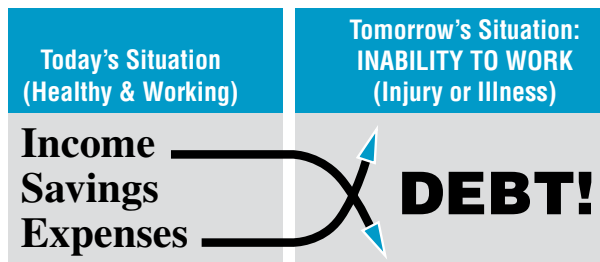 Today's Situation
(Healthy & Working)
Tomorrow's Situation:
INABILITY TO WORK
(Injury or Illness)
Income
Savings
Expenses
DEBT!